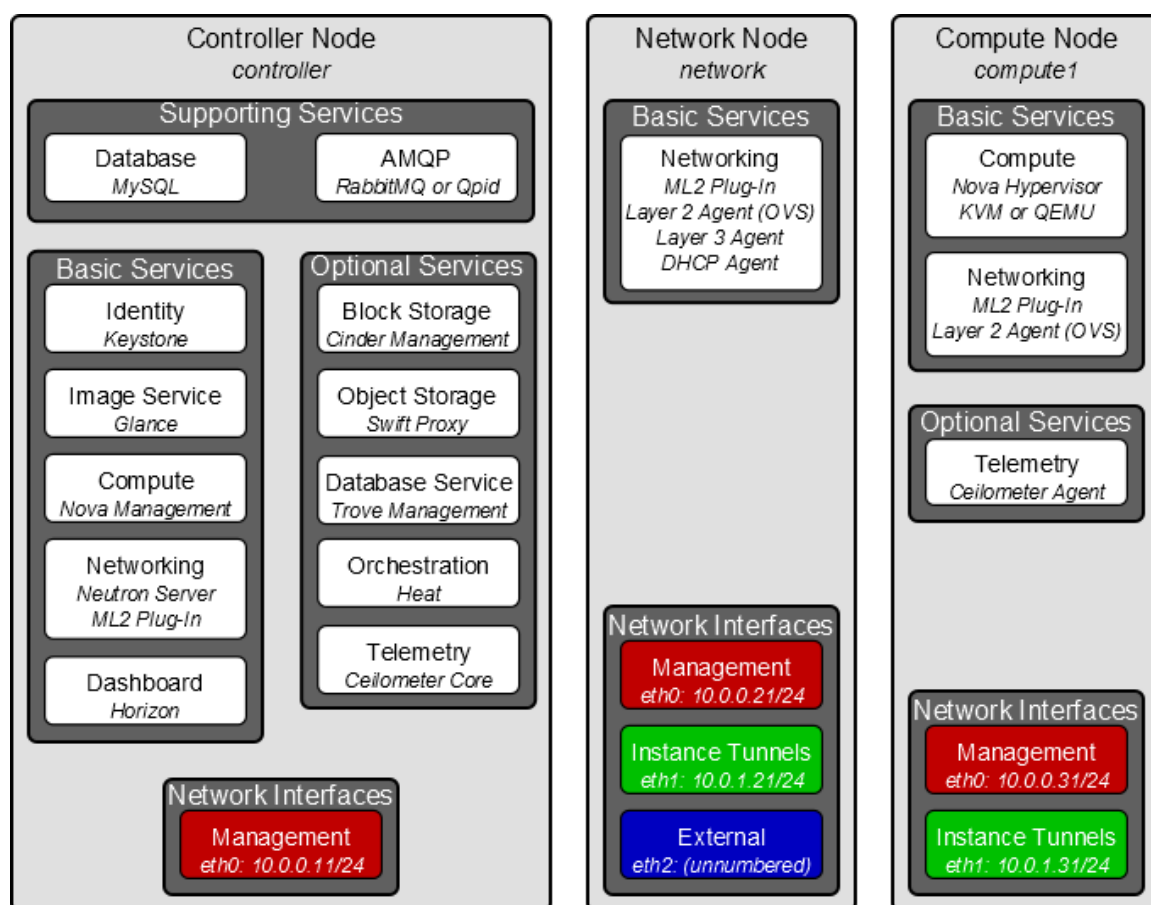 Controller Node
controller
Supporting Services
Database
MySQL
AMQP
RabbitMQ or Qpid
Basic Services
Identity
Keystone
Image Service
Glance
Compute
Nova Management
Networking
Neutron Server
ML2 Plug-In
Dashboard
Horizon
Optional Services
Block Storage
Cinder Management
Object Storage
Swift Proxy
Database Service
Trove Management
Orchestration
Heat
Telemetry
Ceilometer Core
Network Interfaces
Management
eth0: 10.0.0.11/24
Network Node
network
Basic Services
Networking
ML2 Plug-In
Layer 2 Agent (OVS)
Layer 3 Agent
DHCP Agent
Network Interfaces
Management
eth0: 10.0.0.21/24
Instance Tunnels
eth1: 10.0.1.21/24
External
eth2: (unnumbered)
Compute Node
compute1
Basic Services
Compute
Nova Hypervisor
KVM or QEMU
Networking
ML2 Plug-In
Layer 2 Agent (OVS)
Optional Services
Telemetry
Ceilometer Agent
Network Interfaces
Management
eth0: 10.0.0.31/24
Instance Tunnels
eth1: 10.0.1.31/24